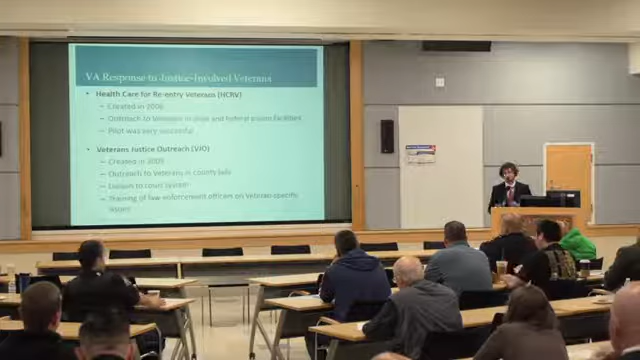 VA Response to Justice-Involved Veterans
• Health Care for Re-entry Veterans (HCRV)
– Created in 2006
– Outreach to Veterans in state and federal prison facilities
– Pilot was very successful
• Veterans Justice Outreach (VJO)
– Created in 2009
– Outreach to Veterans in county jails
– Liaison to court system
– Training of law enforcement officers on Veteran-specific
issues